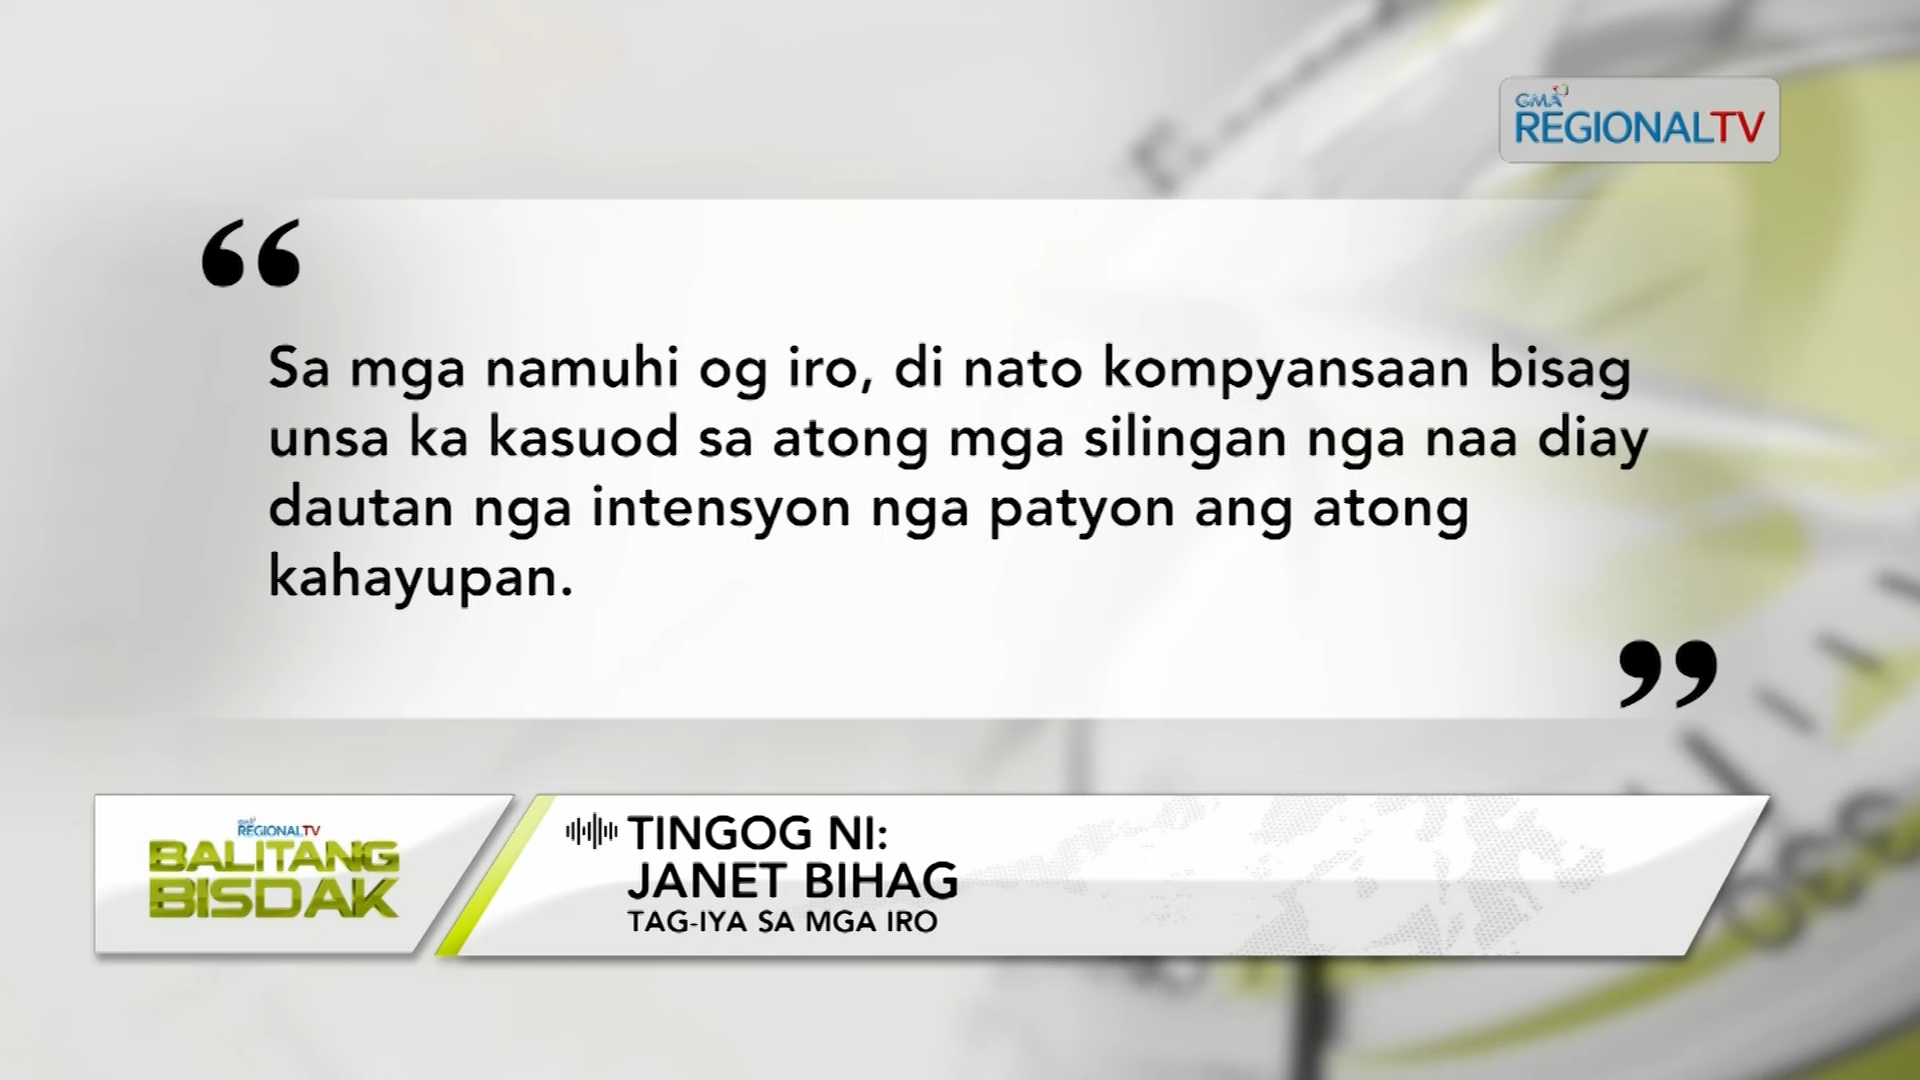 GMA
REGIONALTV
“
Sa mga namuhi og iro, di nato kompyansaan bisag
unsa ka kasuod sa atong mga silingan nga naa diay
dautan nga intensyon nga patyon ang atong
kahayupan.
”
GMA
REGIONALTV
BALITANG
BISDAK
TINGOG NI:
JANET BIHAG
TAG-IYA SA MGA IRO